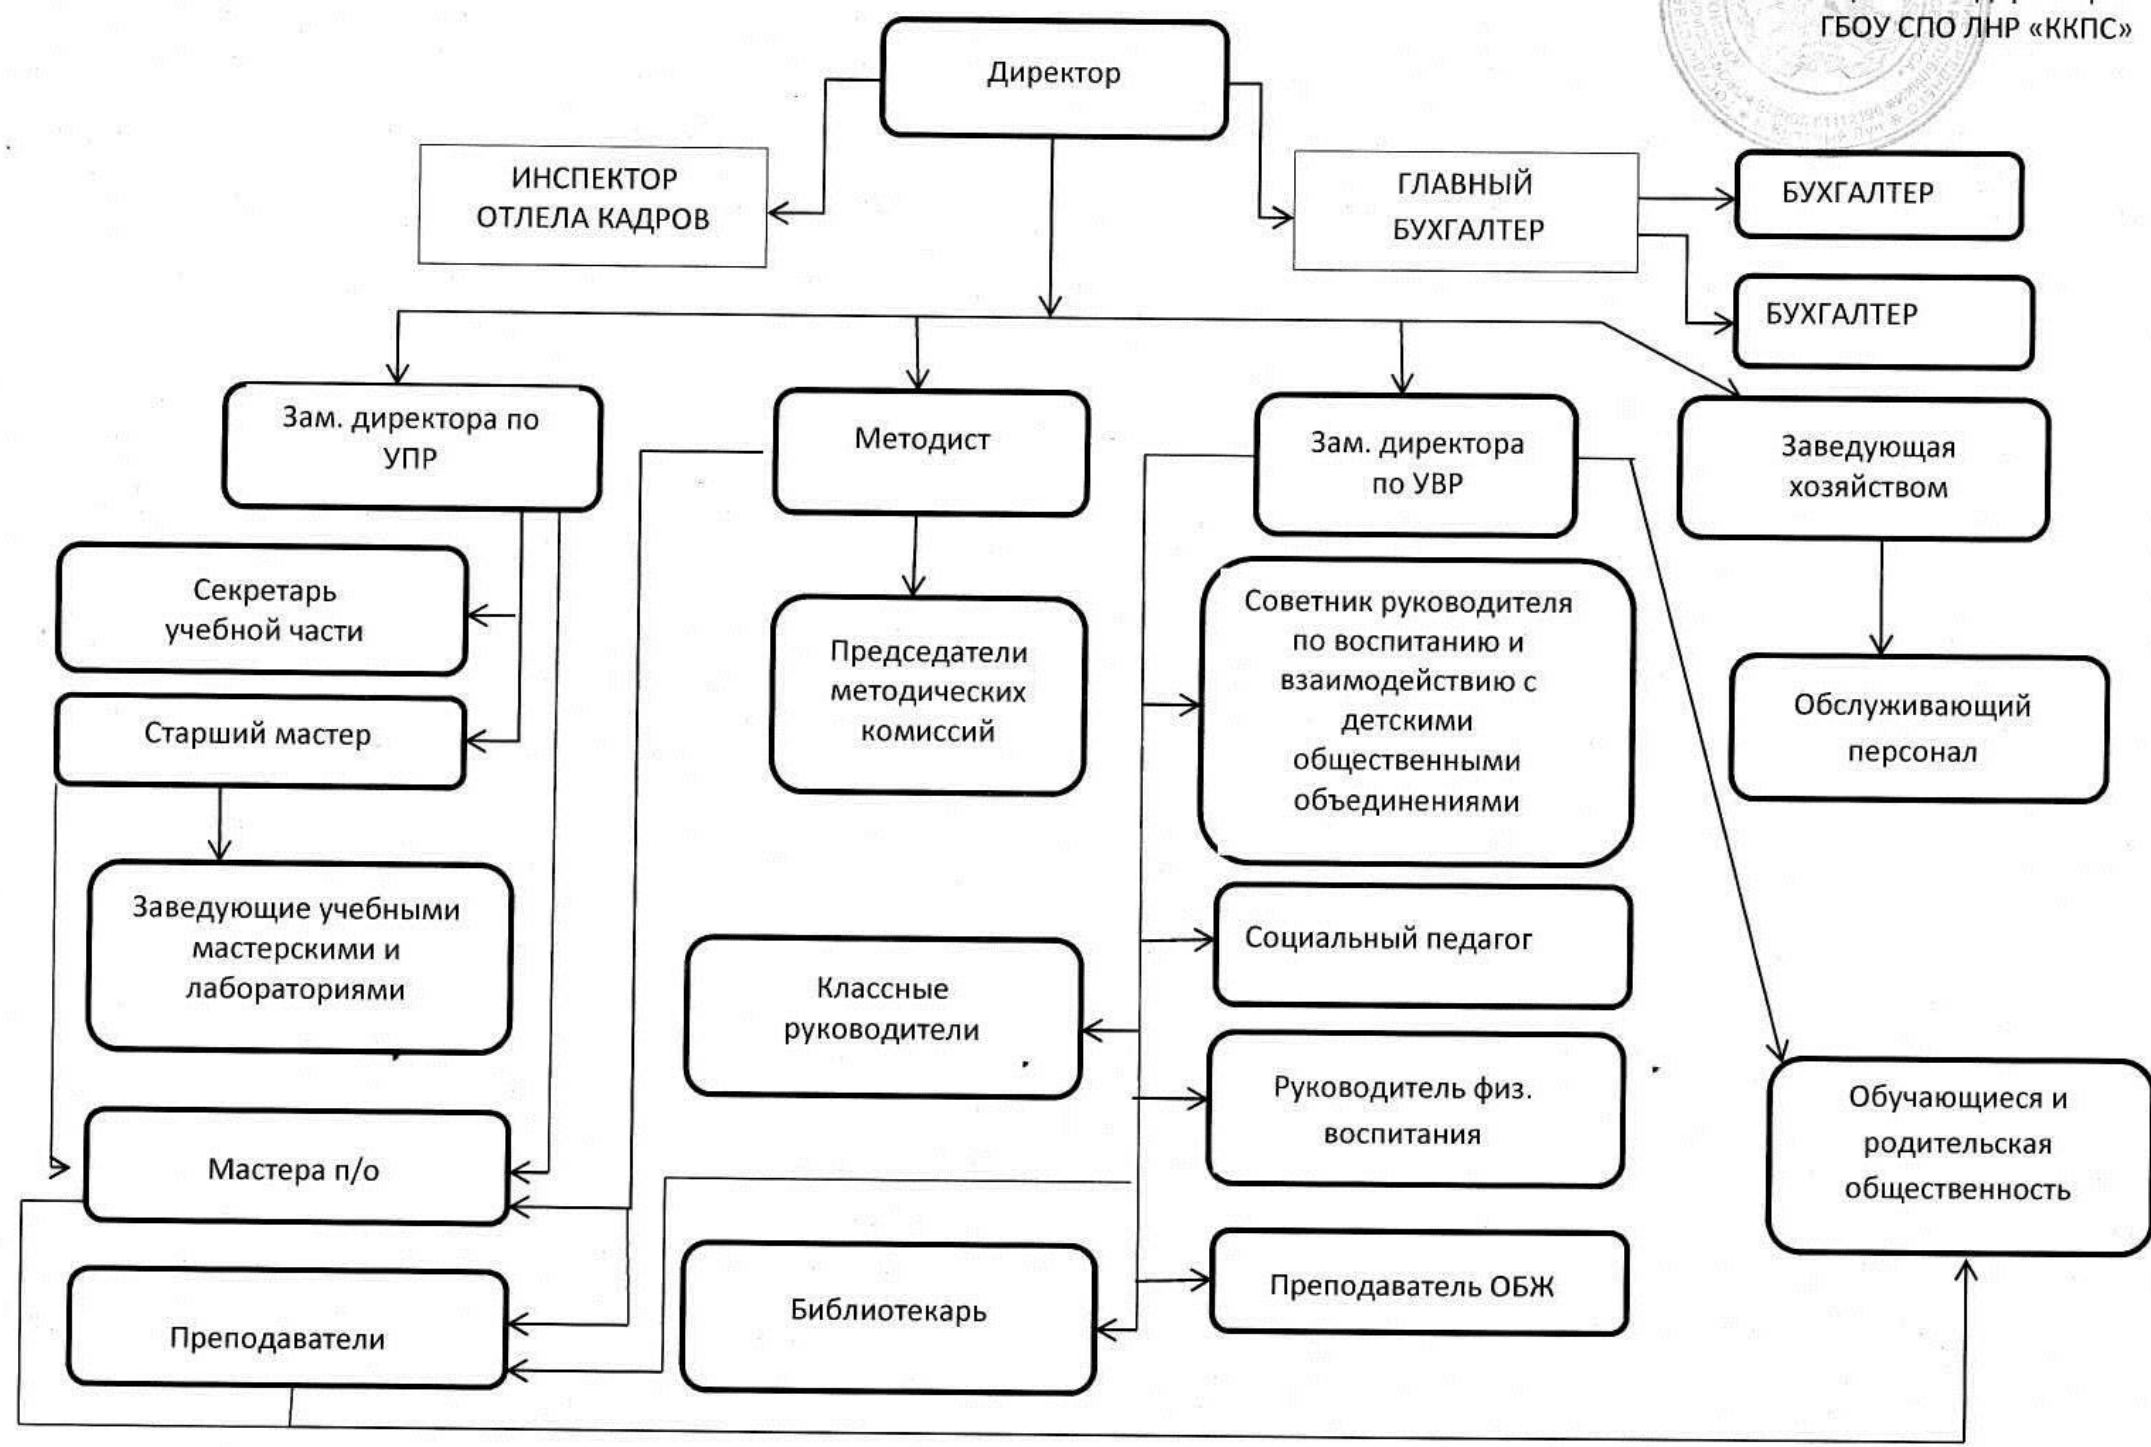 ГБОУ СПО ЛНР «ККПС»
Директор
ИНСПЕКТОР
ОТЛЕЛА КАДРОВ
ГЛАВНЫЙ
БУХГАЛТЕР
БУХГАЛТЕР
БУХГАЛТЕР
Зам. директора по
УПР
Методист
Зам. директора
по УВР
Заведующая
хозяйством
Секретарь
учебной части
Старший мастер
Председатели
методических
комиссий
Советник руководителя
по воспитанию и
взаимодействию с
детскими
общественными
объединениями
Обслуживающий
персонал
Заведующие учебными
мастерскими и
лабораториями
Классные
руководители
Социальный педагог
Руководитель физ.
воспитания
Обучающиеся и
родительская
общественность
Мастера п/о
Преподаватели
Библиотекарь
Преподаватель ОБЖ